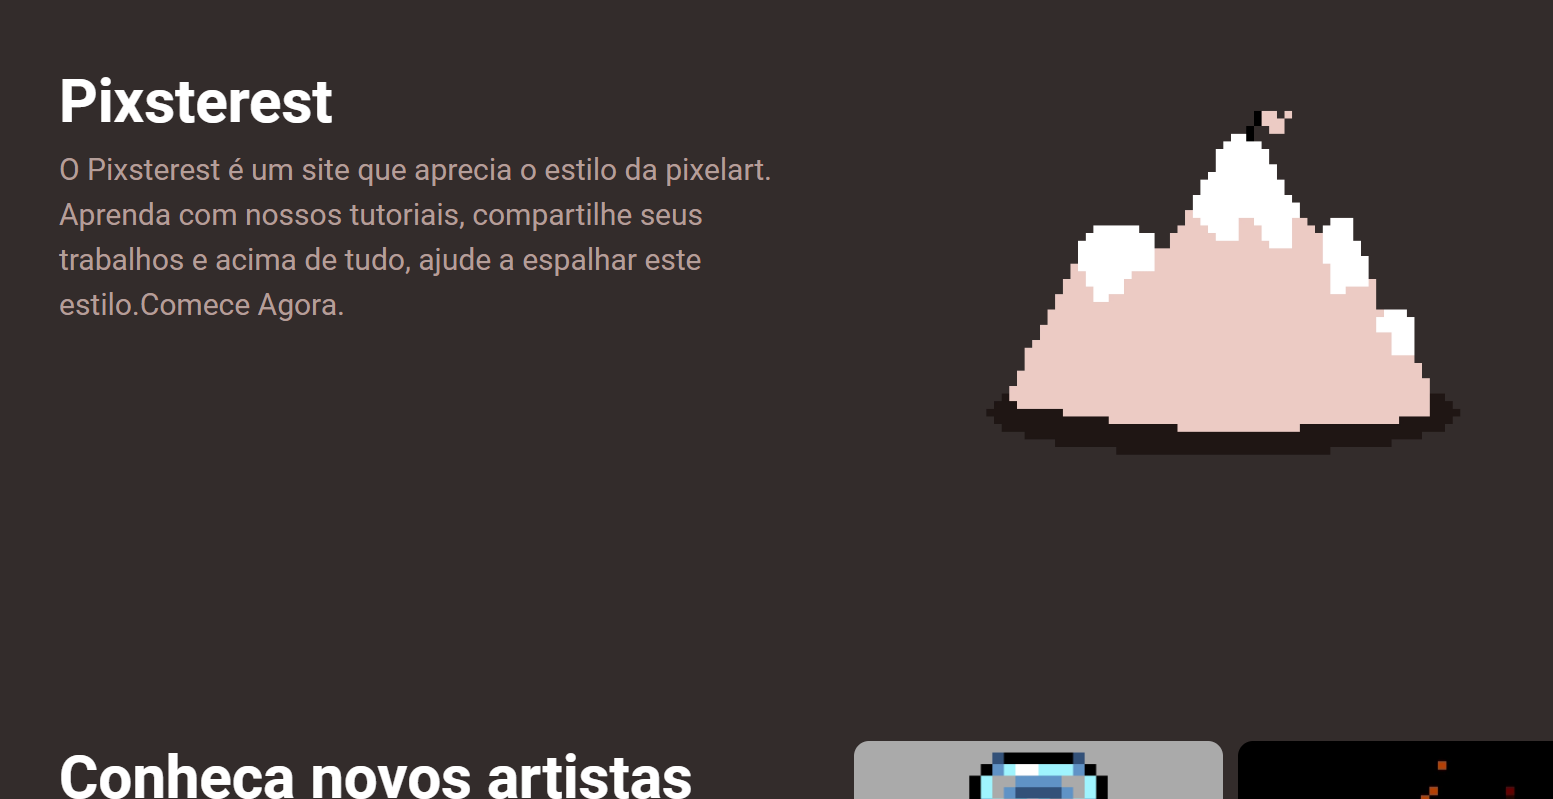 Pixsterest
O Pixsterest é um site que aprecia o estilo da pixelart.
Aprenda com nossos tutoriais, compartilhe seus
trabalhos e acima de tudo, ajude a espalhar este
estilo.Comece Agora.
Conheça novos artistas